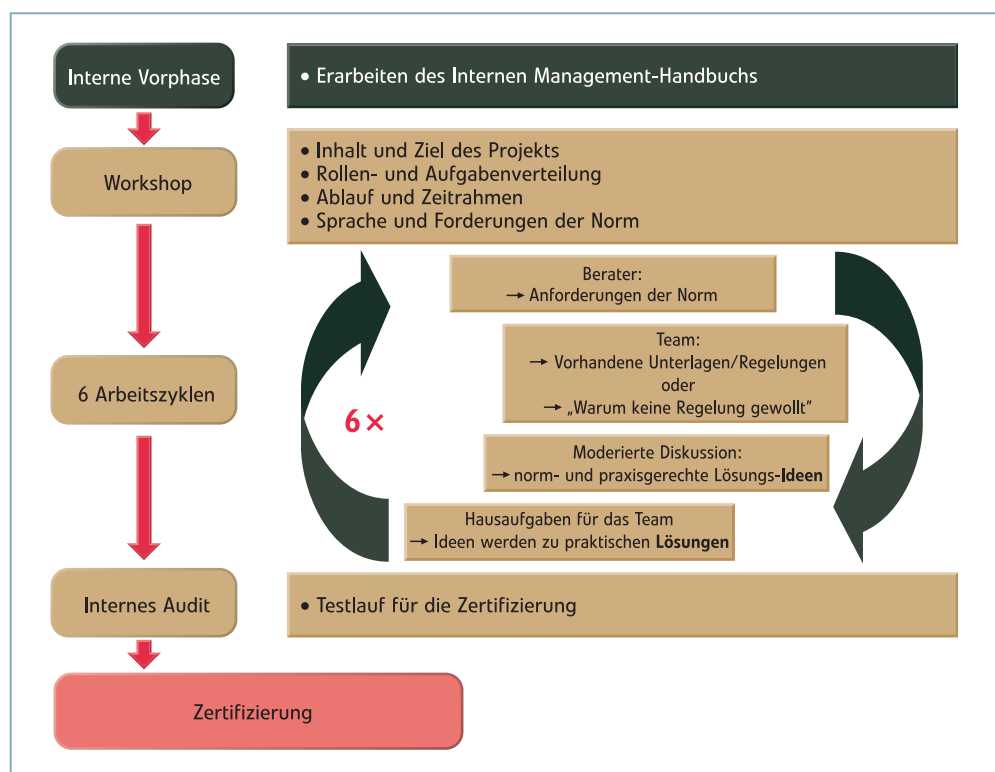 Interne Vorphase
• Erarbeiten des Internen Management-Handbuchs
Workshop
• Inhalt und Ziel des Projekts
• Rollen- und Aufgabenverteilung
• Ablauf und Zeitrahmen
• Sprache und Forderungen der Norm
6 Arbeitszyklen
6 ×
Berater:
→ Anforderungen der Norm
Team:
→ Vorhandene Unterlagen/Regelungen
oder
→ „Warum keine Regelung gewollt”
Moderierte Diskussion:
→ norm- und praxisgerechte Lösungs-Ideen
Hausaufgaben für das Team
→ Ideen werden zu praktischen Lösungen
Internes Audit
• Testlauf für die Zertifizierung
Zertifizierung